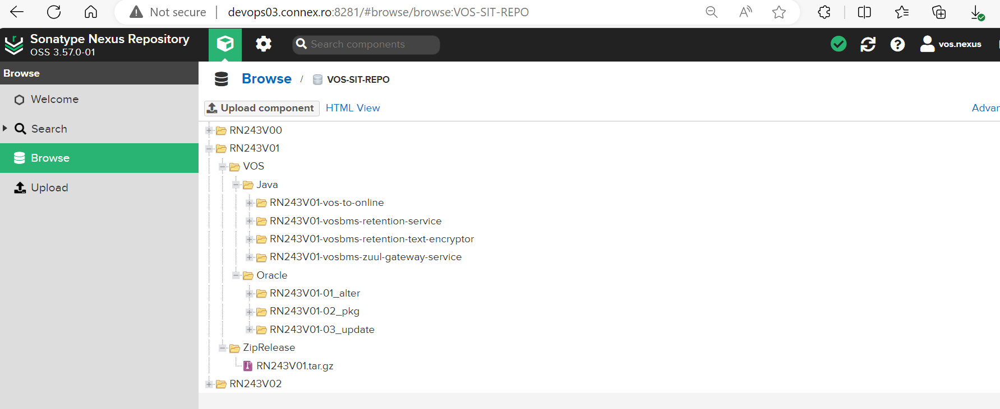 Not secure | devops03.connex.ro:8281/#browse/browse:VOS-SIT-REPO
Sonatype Nexus Repository
OSS 3.57.0-01
Search components
vos.nexus
Browse
Welcome
Search
Browse
Upload
Browse / VOS-SIT-REPO
Upload component HTML View
Advan
RN243V00
RN243V01
VOS
Java
RN243V01-vos-to-online
RN243V01-vosbms-retention-service
RN243V01-vosbms-retention-text-encryptor
RN243V01-vosbms-zuul-gateway-service
Oracle
RN243V01-01_alter
RN243V01-02_pkg
RN243V01-03_update
ZipRelease
RN243V01.tar.gz
RN243V02